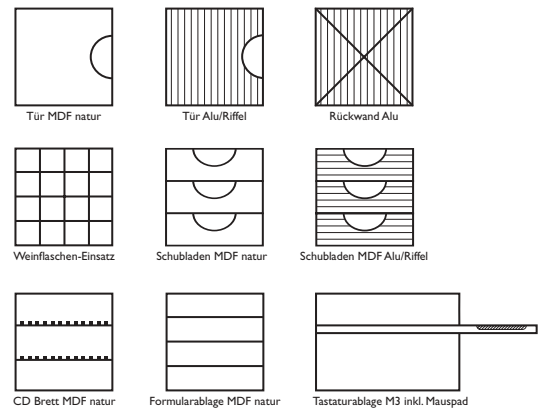 Tür MDF natur
Tür Alu/Riffel
Rückwand Alu
Weinflaschen-Einsatz
Schubladen MDF natur
Schubladen MDF Alu/Riffel
CD Brett MDF natur
Formularablage MDF natur
Tastaturablage M3 inkl. Mauspad